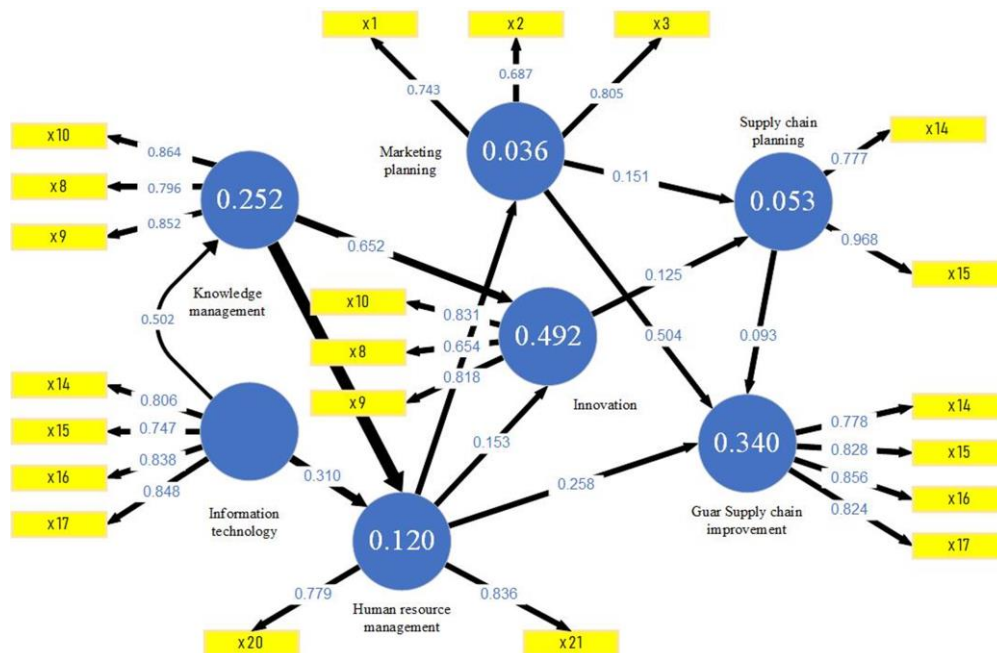 x1
x2
x3
0.743
0.687
0.805
Marketing
planning
0.036
Supply chain
planning
x14
0.777
0.053
0.968
x15
0.151
x10
0.864
x8
0.796
x9
0.852
0.252
Knowledge
management
0.652
0.125
0.502
x10
0.831
x8
0.654
x9
0.818
0.492
Innovation
0.504
0.093
x14
0.806
x15
0.747
x16
0.838
x17
0.848
Information
technology
0.310
0.153
0.258
0.340
Guar Supply chain
improvement
x14
0.778
x15
0.828
x16
0.856
x17
0.824
0.120
Human resource
management
0.779
x20
0.836
x21